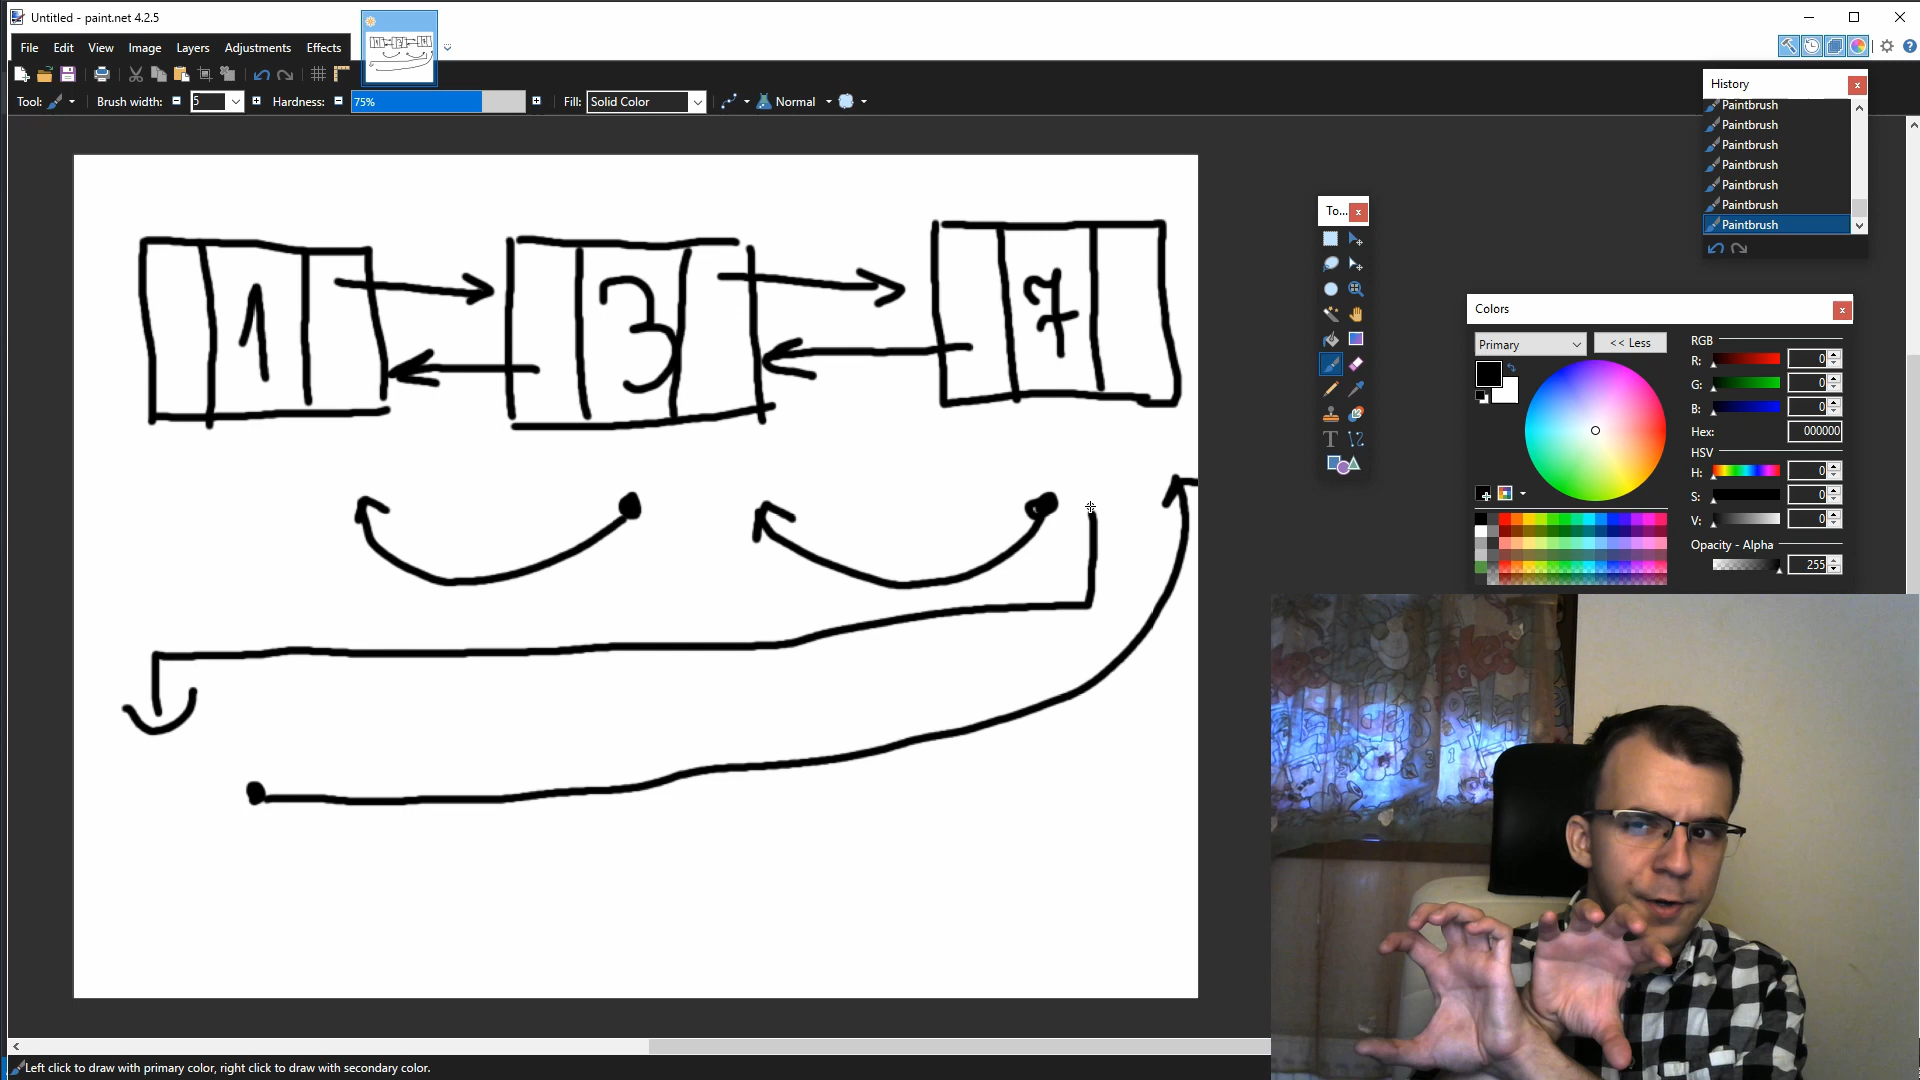 Untitled - paint.net 4.2.5
File Edit View Image Layers Adjustments Effects
Tool: Brush width: 5 Hardness: 75% Fill: Solid Color Normal
History
Paintbrush
Paintbrush
Paintbrush
Paintbrush
Paintbrush
Paintbrush
Paintbrush
To...
T
Colors
Primary
<< Less
RGB
R: 0
G: 0
B: 0
Hex: 000000
HSV
H: 0
S: 0
V: 0
Opacity - Alpha
255
1 3 7
Left click to draw with primary color, right click to draw with secondary color.